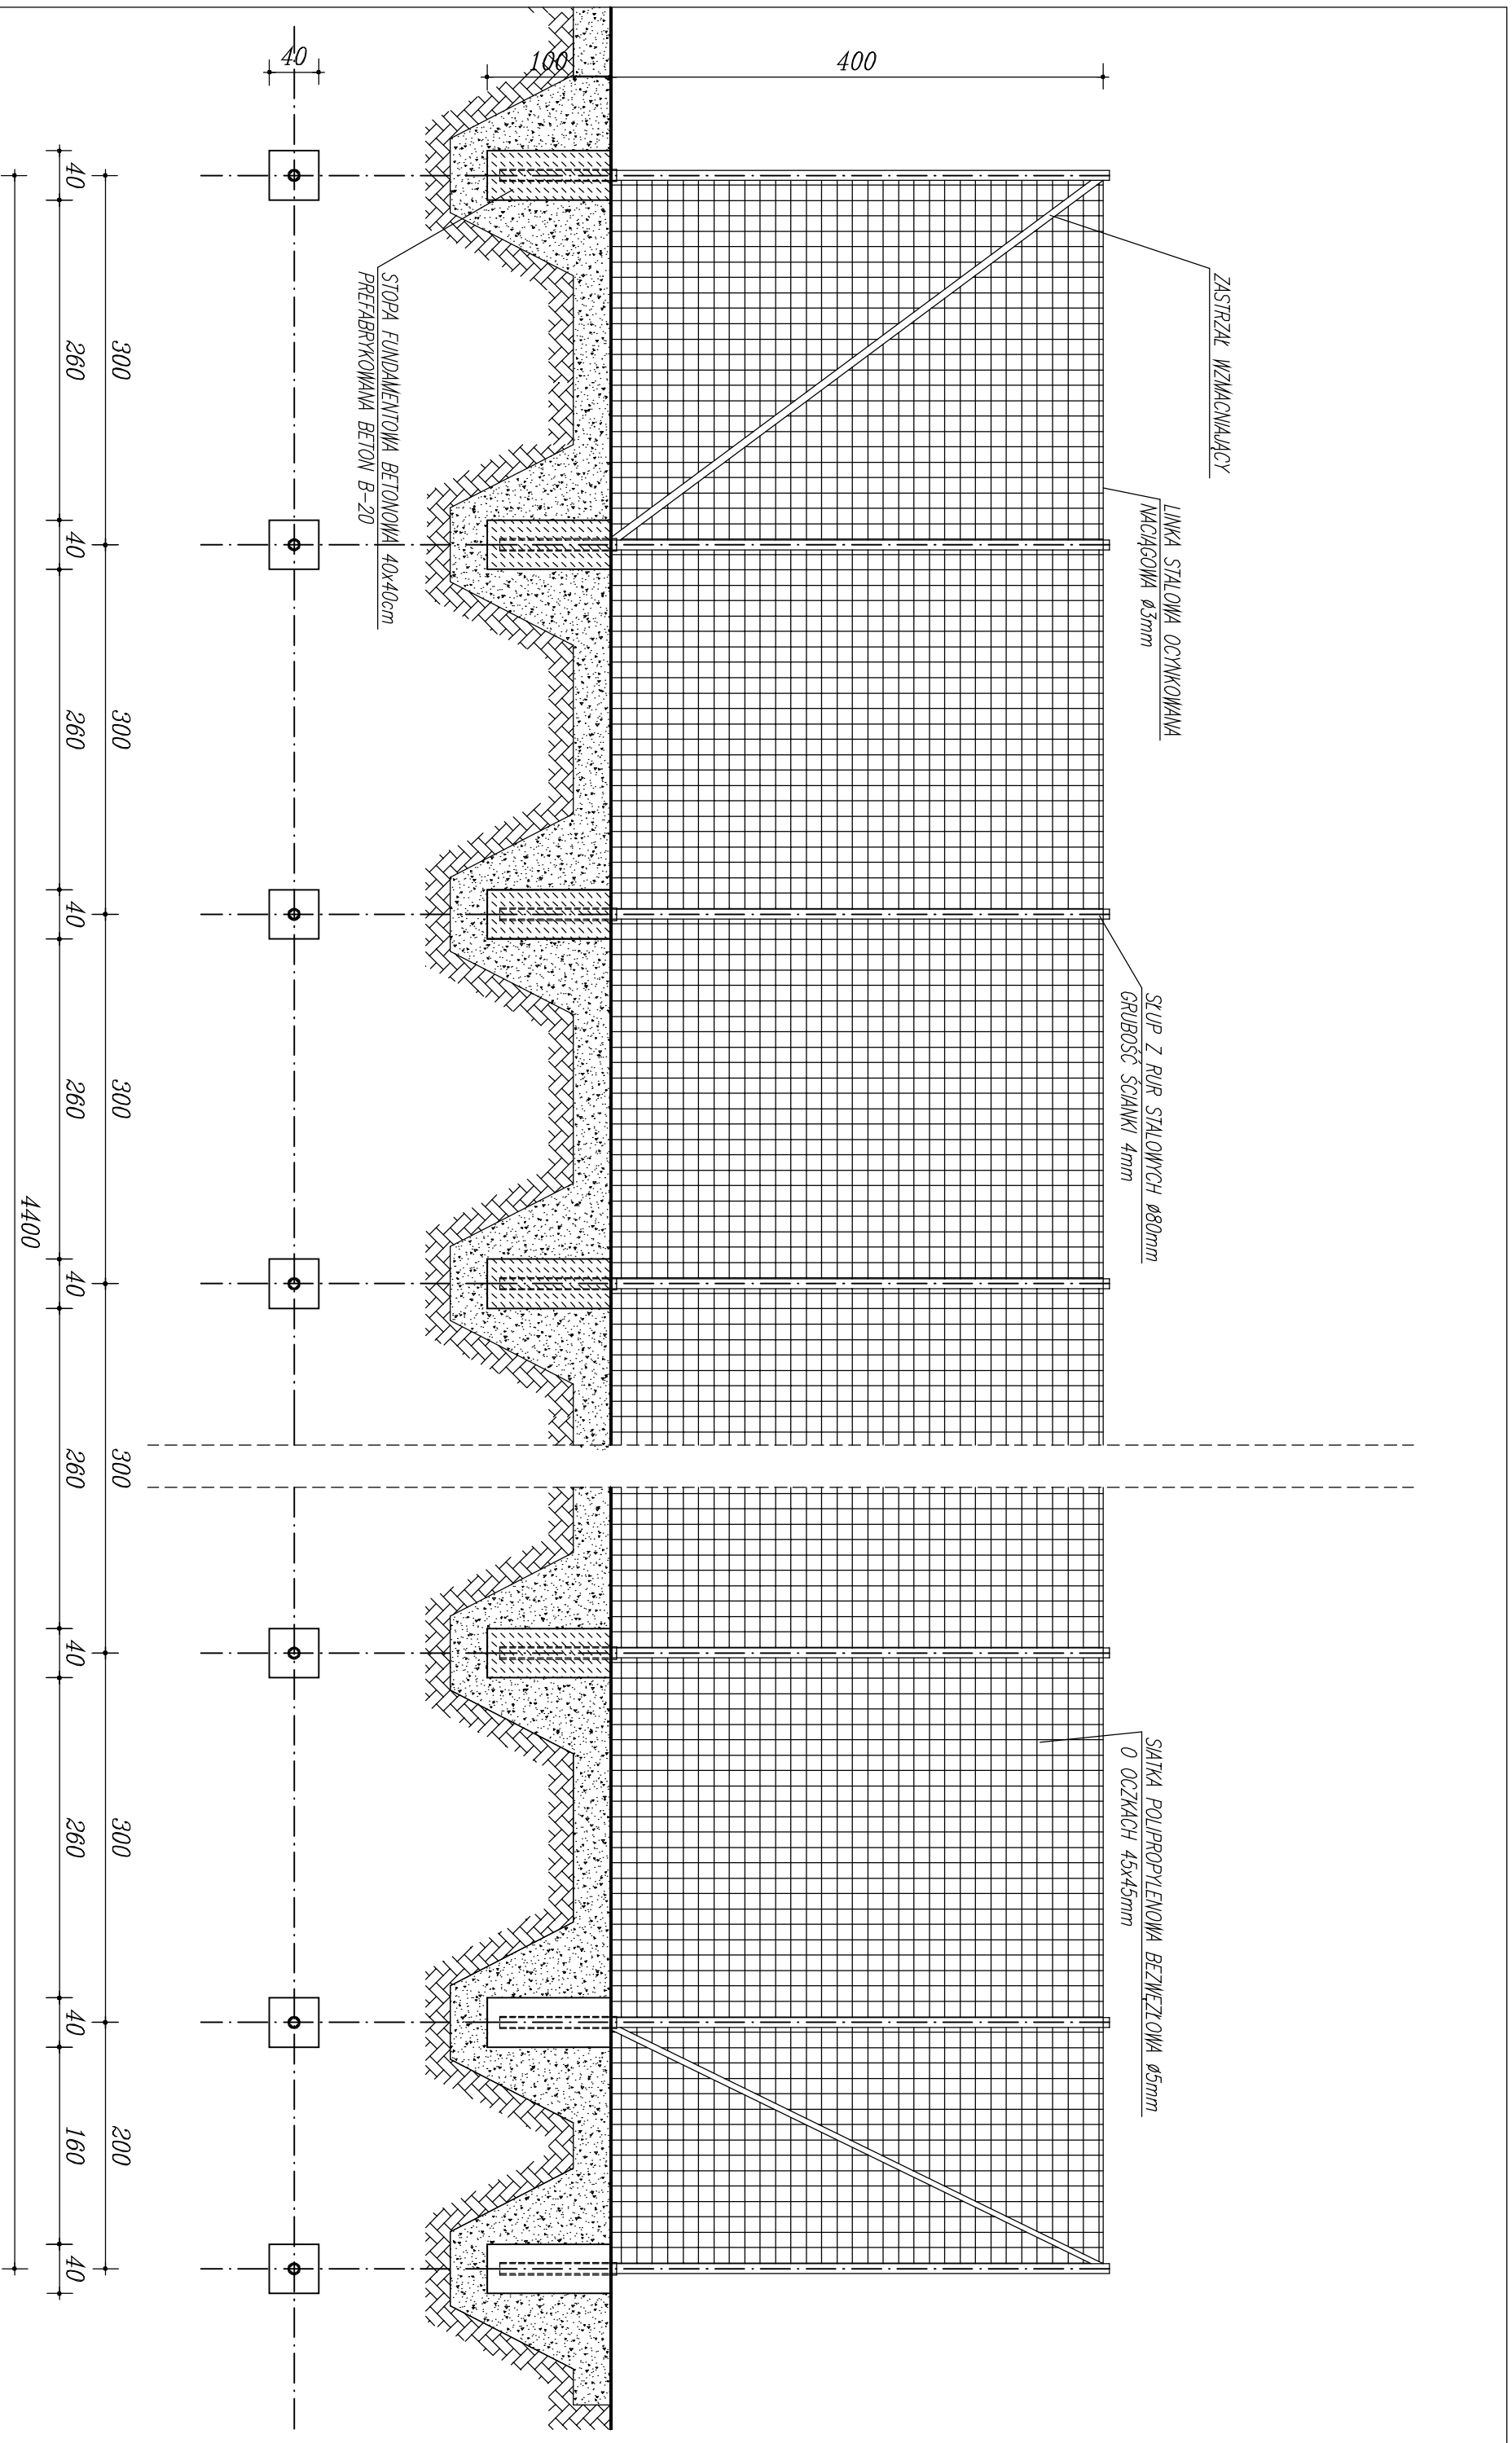 ZASTRZAŁ WZMACNIAJĄCY
LINKA STALOWA OCYNKOWANA
NACIĄGOWA ø3mm
SŁUP Z RUR STALOWYCH ø80mm
GRUBOŚĆ ŚCIANKI 4mm
SIATKA POLIPROPYLENOWA BEZWĘZŁOWA ø5mm
O OCZKACH 45x45mm
400
100
STOPA FUNDAMENTOWA BETONOWA 40x40cm
PREFABRYKOWANA BETON B-20
40
300 300 300 300 300 200
40 260 40 260 40 260 40 260 40 260 40 160 40
4400